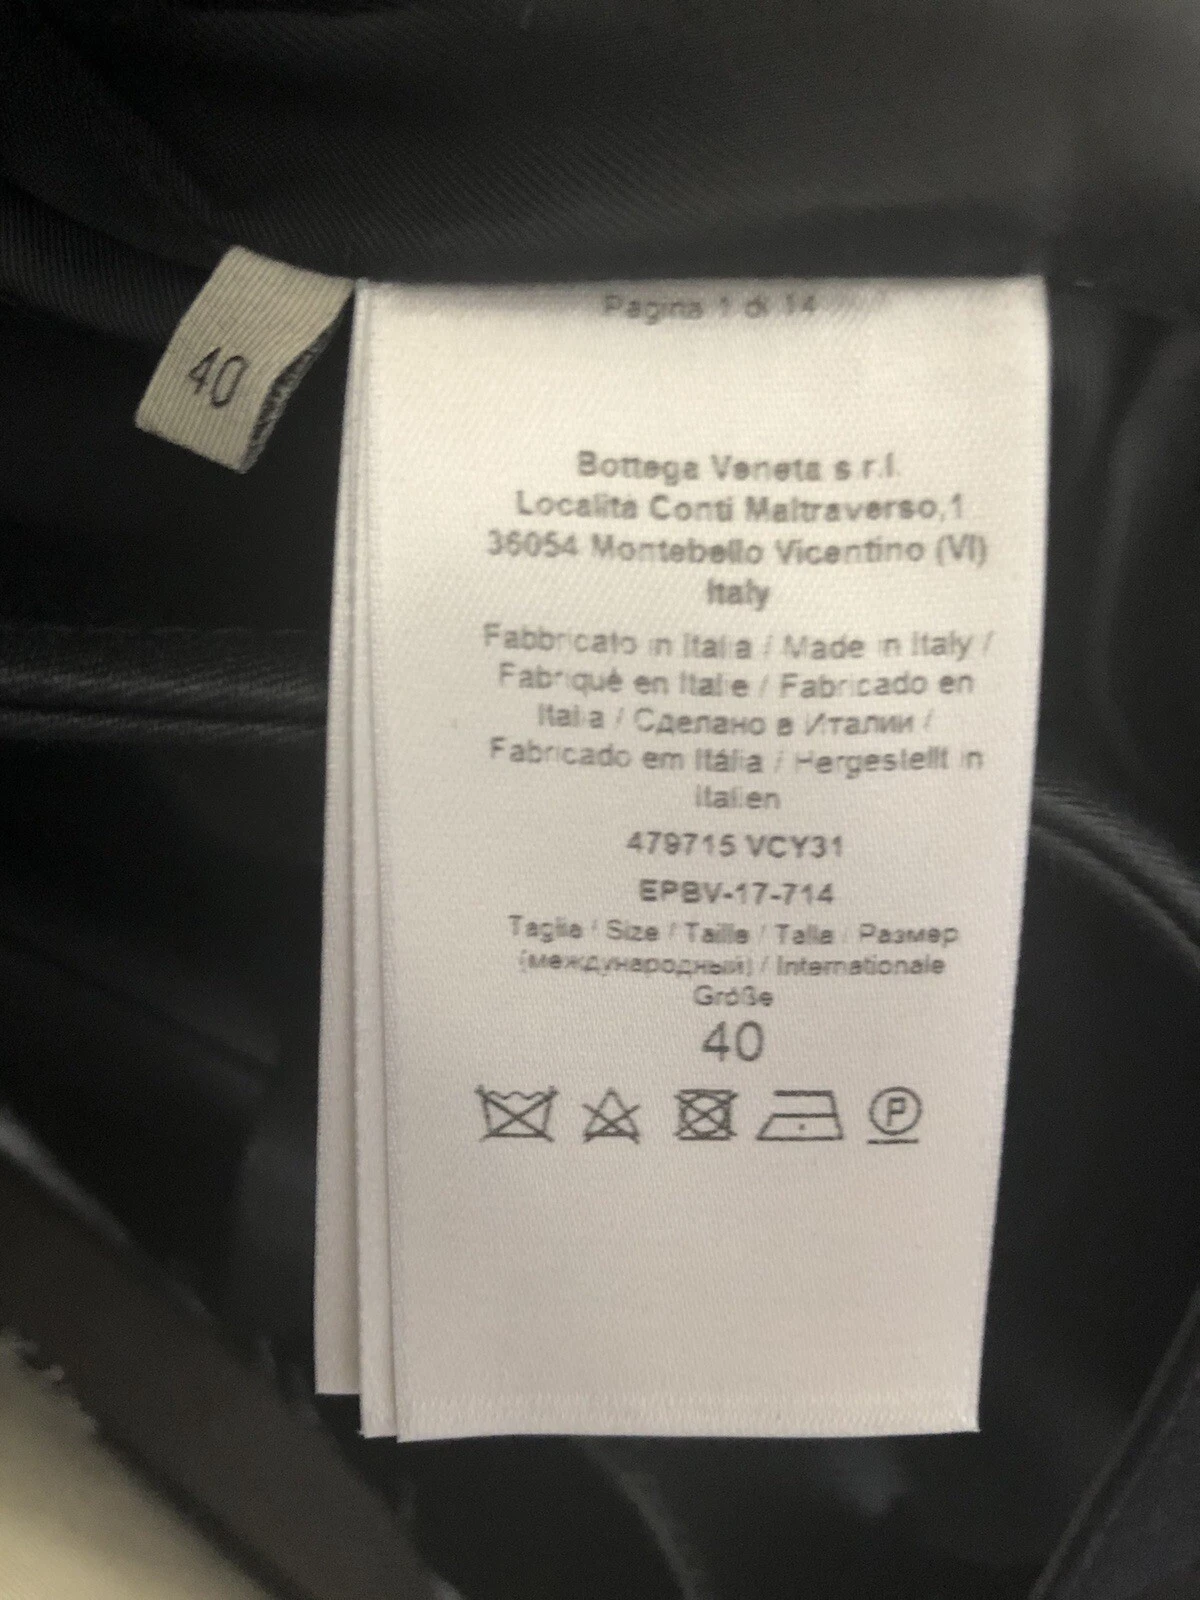 40
Pagina 1 di 14
Bottega Veneta s.r.l.
Località Conti Maltraverso,1
36054 Montebello Vicentino (VI)
Italy
Fabbricato in Italia / Made in Italy /
Fabriqué en Italie / Fabricado en
Italia / Сделано в Италии /
Fabricado em Itália / Hergestellt in
Italien
479715 VCY31
EPBV-17-714
Taglia / Size / Taille / Talla / Размер
(международный) / Internationale
Größe
40
P